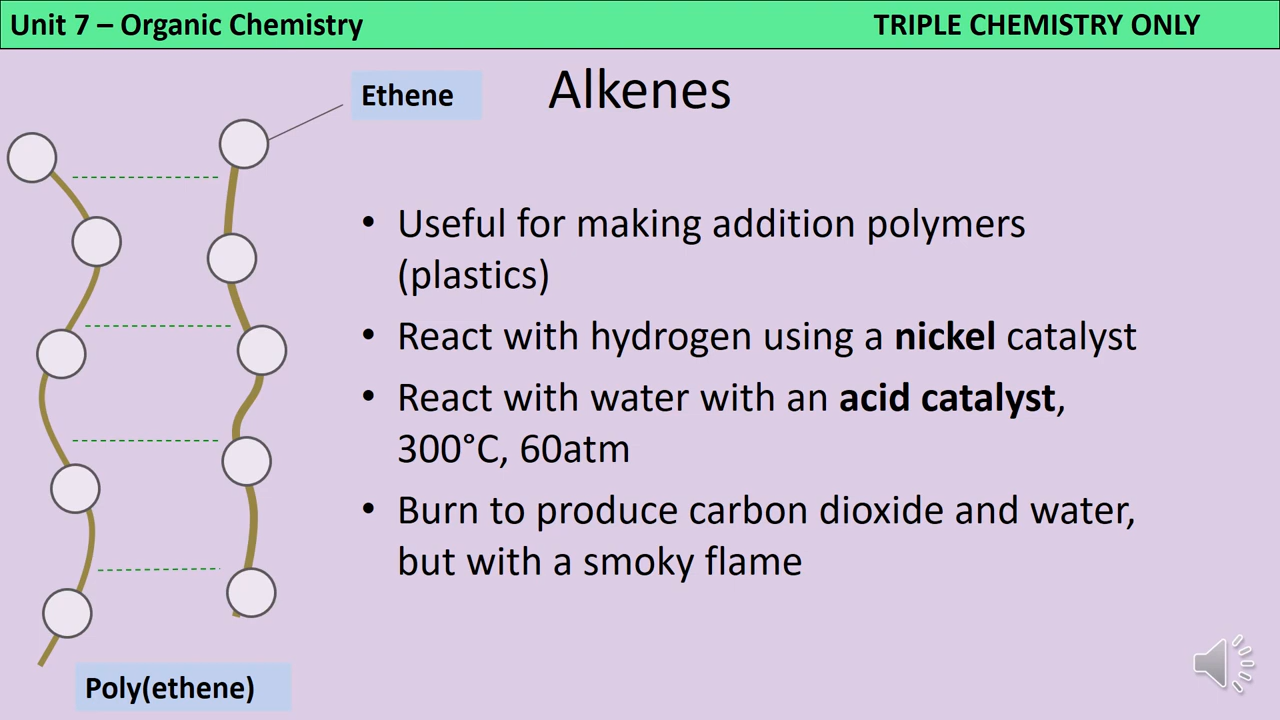 Unit 7 – Organic Chemistry
TRIPLE CHEMISTRY ONLY
Ethene
Alkenes
• Useful for making addition polymers
(plastics)
• React with hydrogen using a nickel catalyst
• React with water with an acid catalyst,
300°C, 60atm
• Burn to produce carbon dioxide and water,
but with a smoky flame
Poly(ethene)